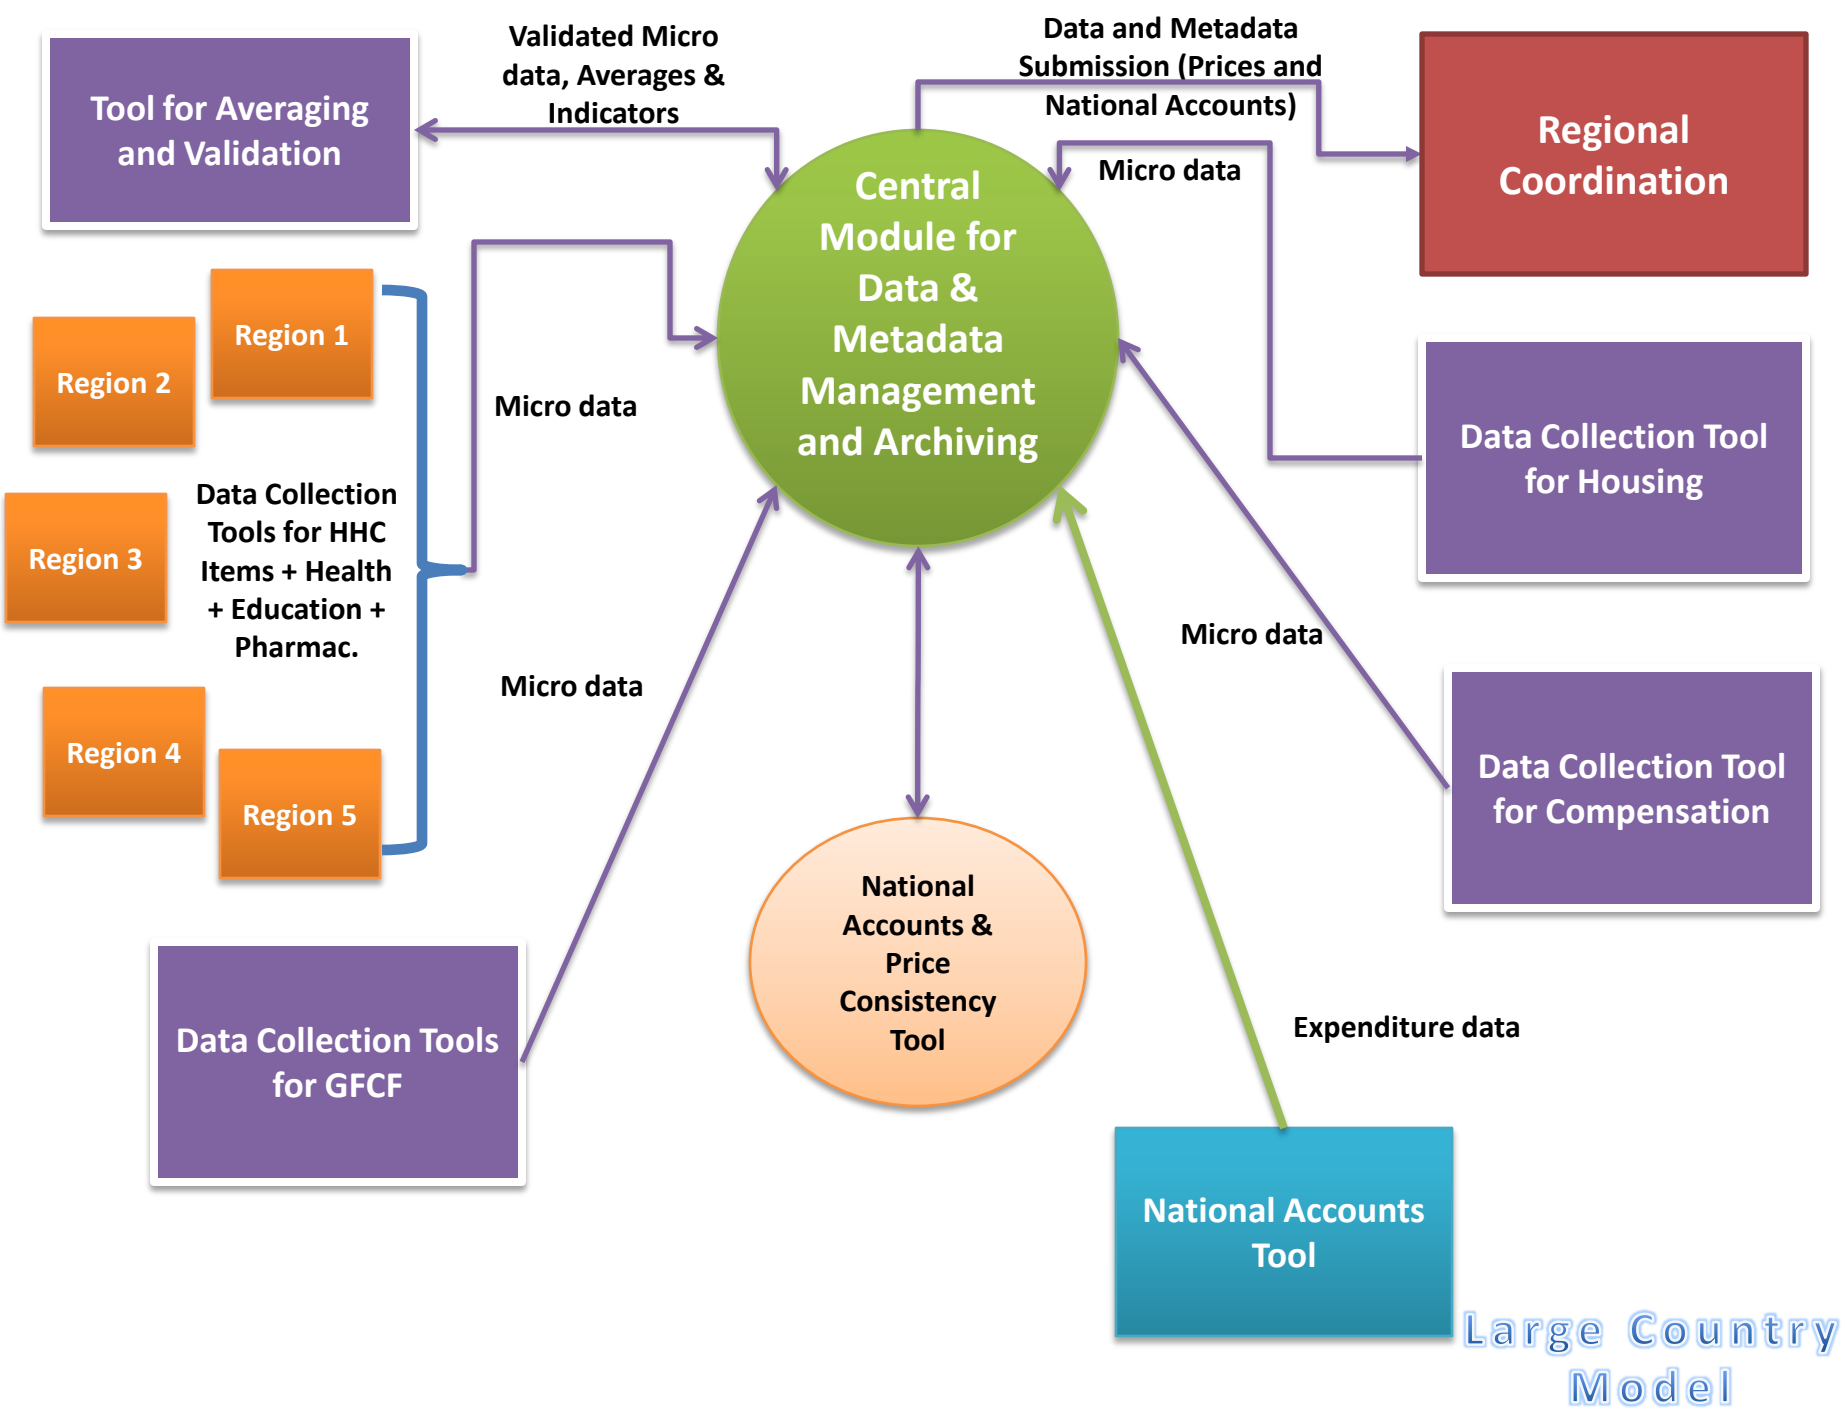 Validated Micro
data, Averages &
Indicators
Data and Metadata
Submission (Prices and
National Accounts)
Tool for Averaging
and Validation
Regional
Coordination
Micro data
Central
Module for
Data &
Metadata
Management
and Archiving
Region 1
Region 2
Region 3
Region 4
Region 5
Data Collection
Tools for HHC
Items + Health
+ Education +
Pharmac.
Micro data
Data Collection Tool
for Housing
Micro data
Micro data
Data Collection Tool
for Compensation
National
Accounts &
Price
Consistency
Tool
Data Collection Tools
for GFCF
Expenditure data
National Accounts
Tool
Large Country
Model